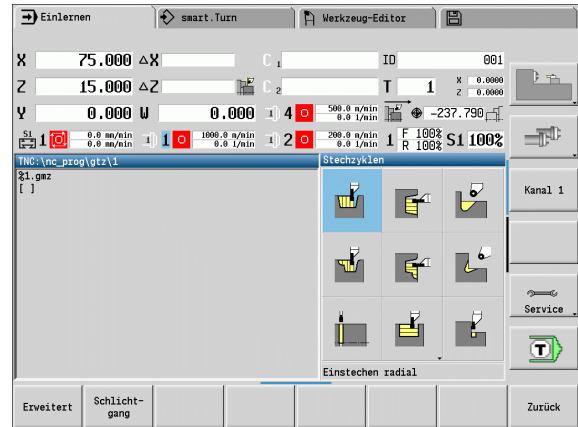 Einlernen smart.Turn Werkzeug-Editor
X 75.000 △X C 1 ID 001
Z 15.000 △Z C 2 T 1 X 0.0000
Z 0.0000
Y 0.000 W 0.000 4 500.0 m/min
0.0 1/min -237.790
S1 1 0.0 mm/min
0.0 mm/min 1 1000.0 m/min
0.0 1/min 2 200.0 m/min
0.0 1/min 1 F 100%
R 100% S1 100%
TNC:\nc_prog\gtz\1 Stechzyklen
%1.gmz
[ ]
Kanal 1
Service
T
Einstechen radial
Erweitert Schlicht-
gang Zurück